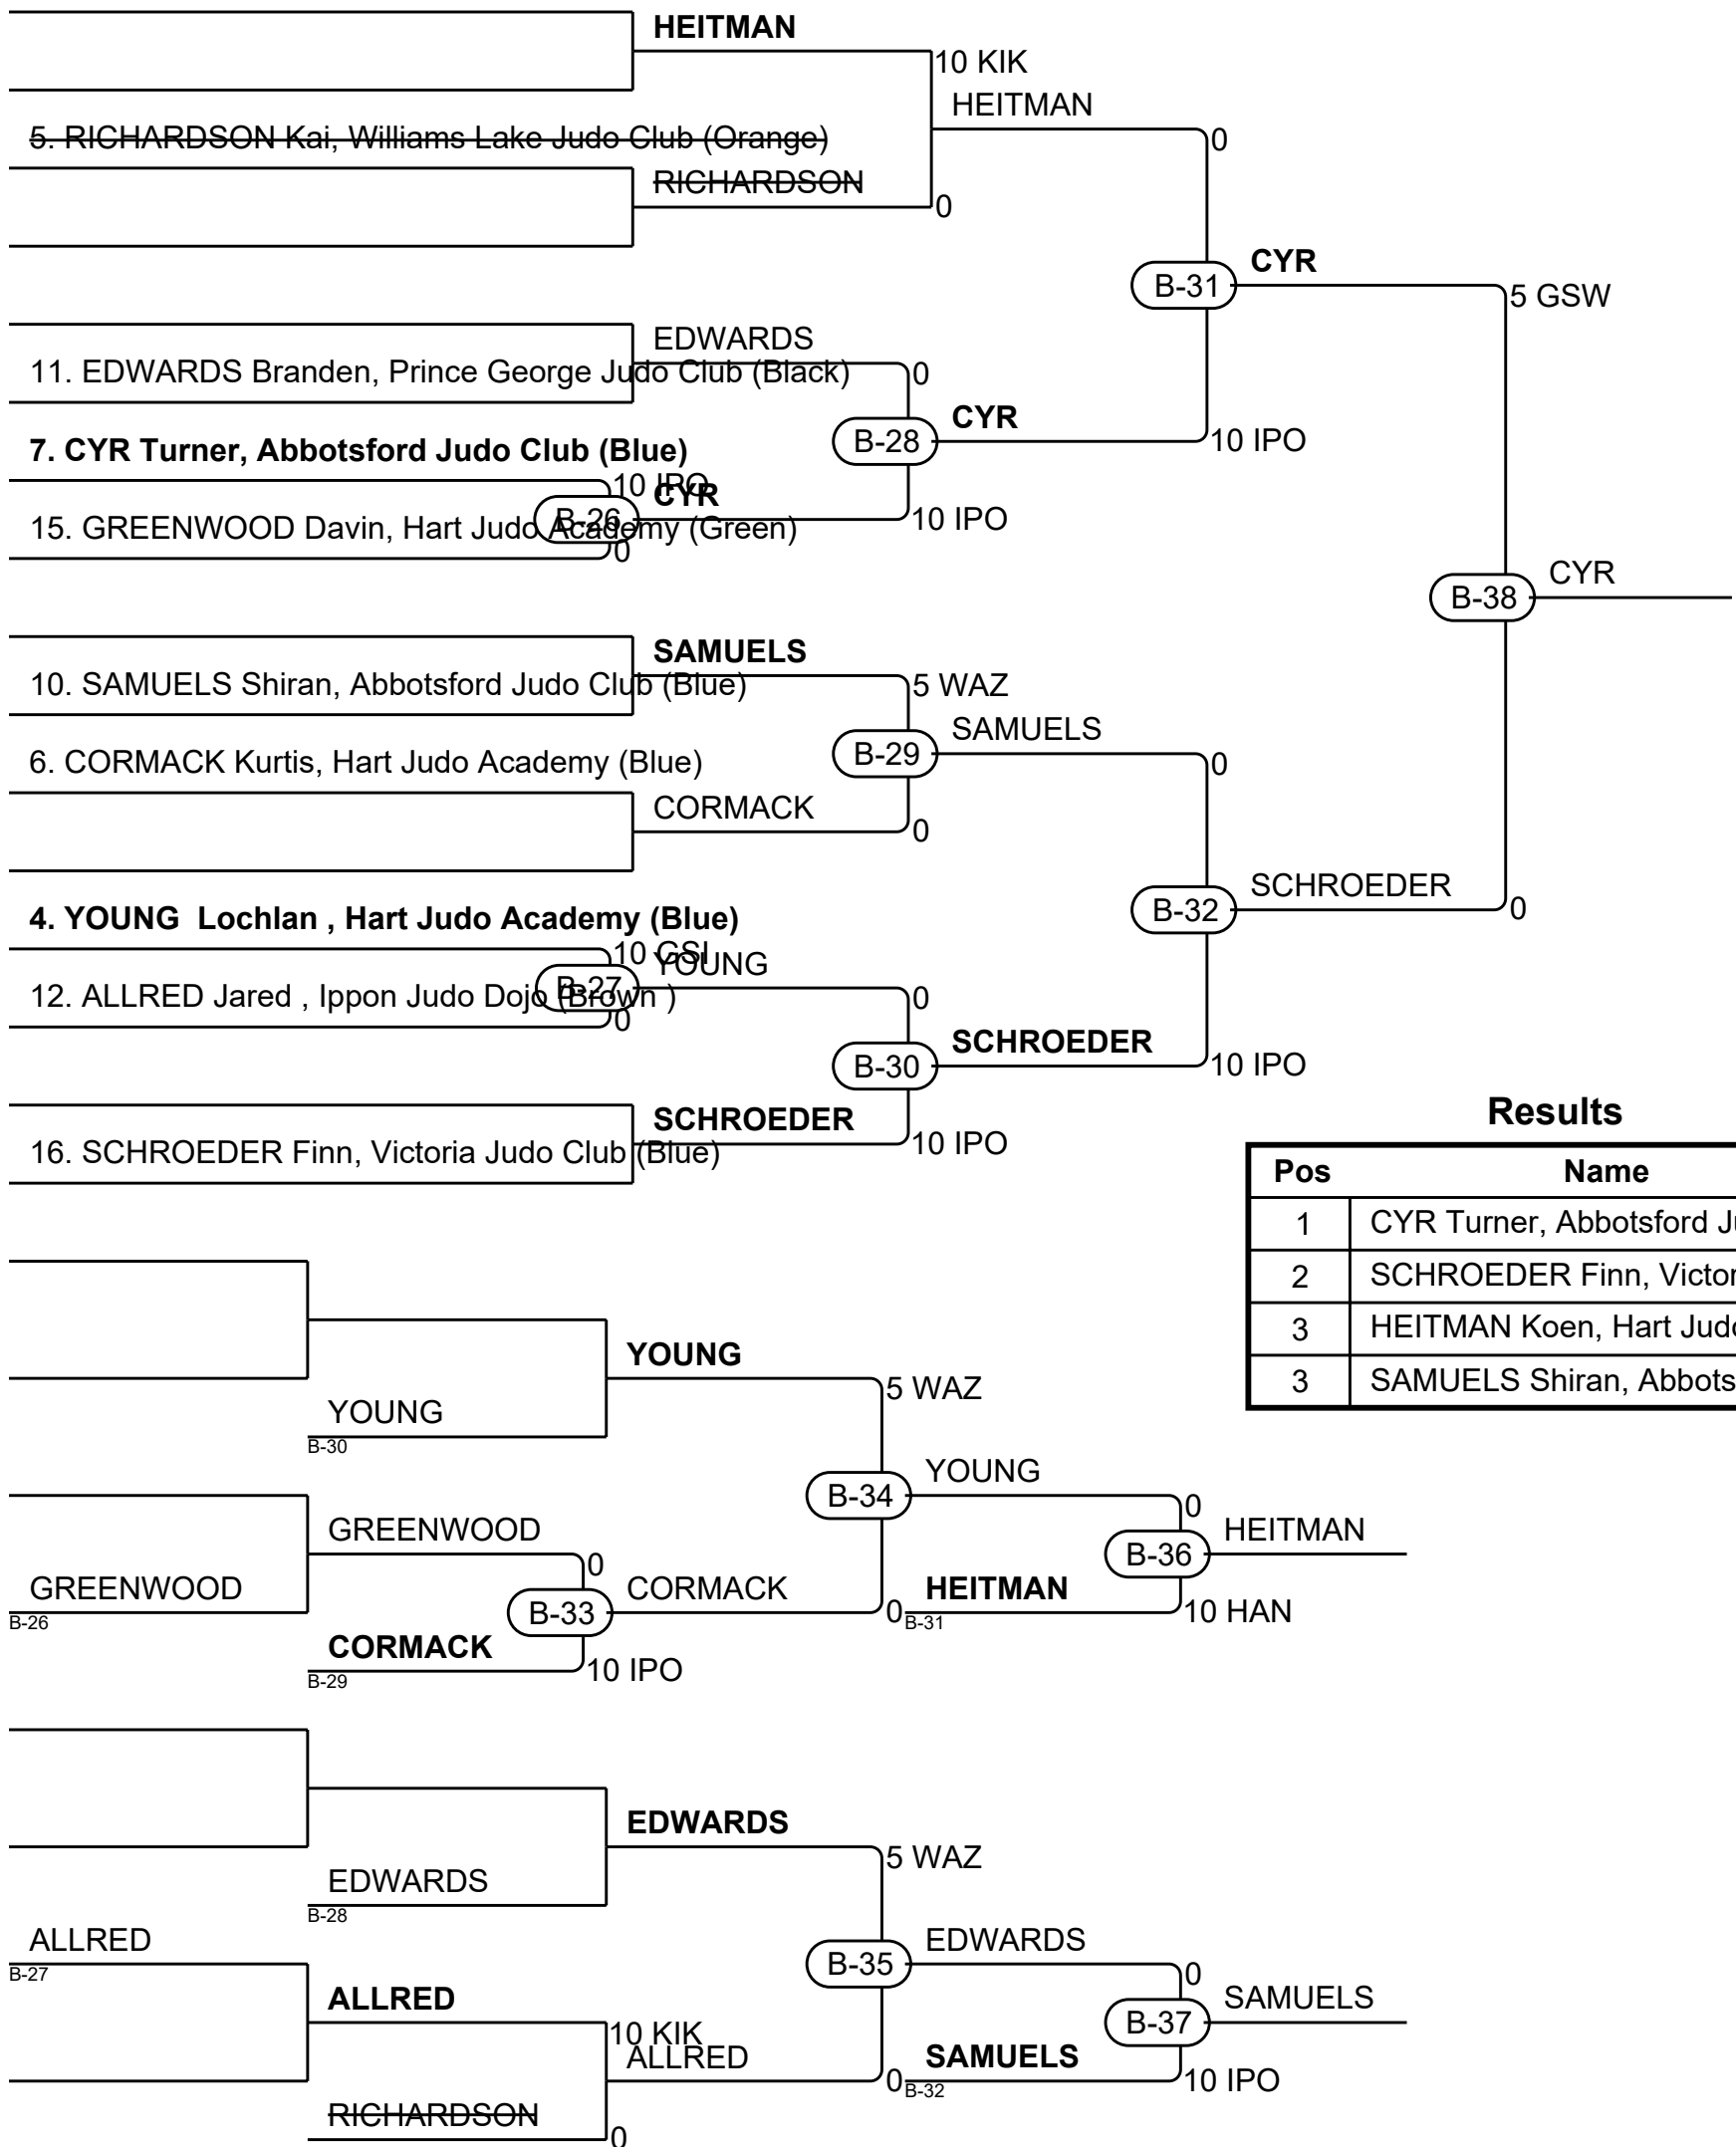 HEITMAN
10 KIK
HEITMAN
5. RICHARDSON Kai, Williams Lake Judo Club (Orange)
0
RICHARDSON
0
CYR
B-31
5 GSW
EDWARDS
11. EDWARDS Branden, Prince George Judo Club (Black)
0
CYR
7. CYR Turner, Abbotsford Judo Club (Blue)
B-28
10 IPO
10 IPO
CYR
15. GREENWOOD Davin, Hart Judo Academy (Green)
B-26
10 IPO
0
CYR
B-38
SAMUELS
10. SAMUELS Shiran, Abbotsford Judo Club (Blue)
5 WAZ
SAMUELS
6. CORMACK Kurtis, Hart Judo Academy (Blue)
B-29
0
CORMACK
0
SCHROEDER
B-32
0
4. YOUNG Lochlan , Hart Judo Academy (Blue)
10 GSI
YOUNG
12. ALLRED Jared , Ippon Judo Dojo (Brown )
B-27
0
0
SCHROEDER
B-30
10 IPO
SCHROEDER
16. SCHROEDER Finn, Victoria Judo Club (Blue)
10 IPO
Results
Pos Name
1 CYR Turner, Abbotsford
2 SCHROEDER Finn,
3 HEITMAN Koen, Hart
3 SAMUELS Shiran,
YOUNG
5 WAZ
YOUNG
B-30
YOUNG
B-34
0
GREENWOOD
HEITMAN
B-36
0
GREENWOOD
B-26
CORMACK
B-33
HEITMAN
0
B-31
10 HAN
CORMACK
B-29
10 IPO
EDWARDS
5 WAZ
EDWARDS
B-28
ALLRED
B-27
EDWARDS
B-35
0
ALLRED
SAMUELS
B-37
10 KIK
ALLRED
SAMUELS
0
B-32
10 IPO
RICHARDSON
0